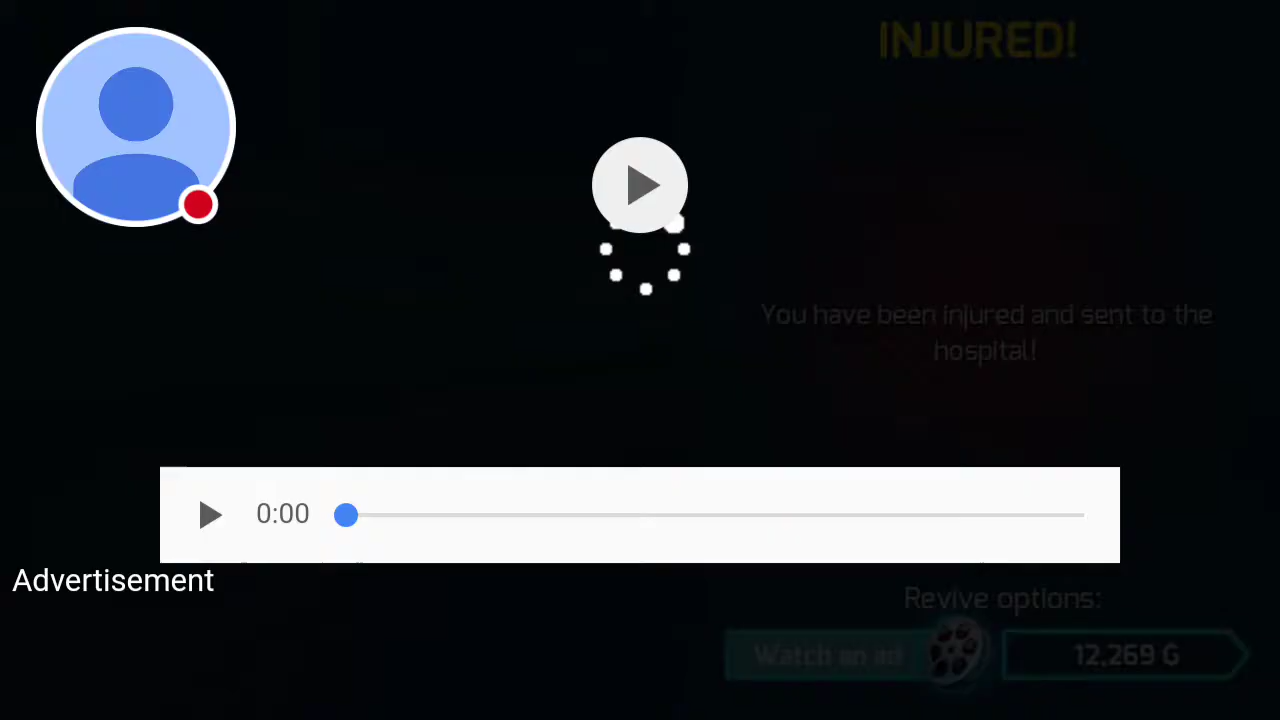 INJURED!
You have been injured and sent to the
hospital!
0:00
Advertisement
Revive options:
Watch an ad
12,269 G